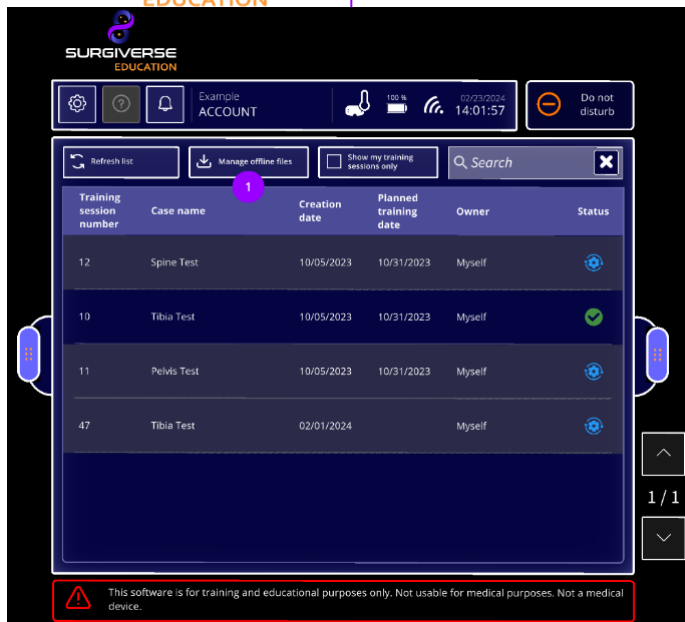 EDUCATION
SURGIVERSE
EDUCATION
Example
ACCOUNT
100 %
02/23/2024
14:01:57
Do not
disturb
Refresh list
Manage offline files
Show my training
sessions only
Search
1
Training
session
number
Case name
Creation
date
Planned
training
date
Owner
Status
12 Spine Test 10/05/2023 10/31/2023 Myself
10 Tibia Test 10/05/2023 10/31/2023 Myself
11 Pelvis Test 10/05/2023 10/31/2023 Myself
47 Tibia Test 02/01/2024 Myself
1 / 1
This software is for training and educational purposes only. Not usable for medical purposes. Not a medical
device.